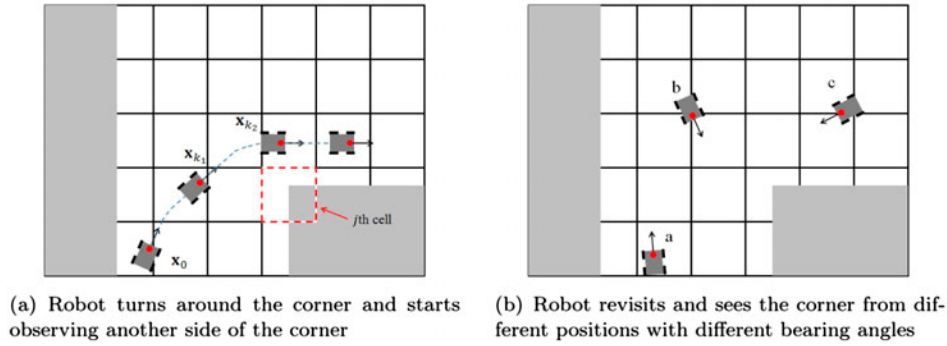 x_{k_2}
x_{k_1}
x_0
jth cell
b
c
a
(a) Robot turns around the corner and starts
observing another side of the corner
(b) Robot revisits and sees the corner from dif-
ferent positions with different bearing angles